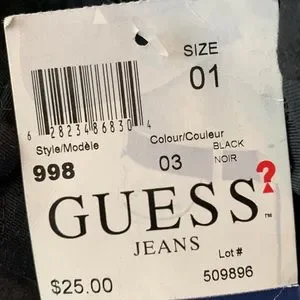 SIZE
01
6 28234 86830 4
Style/Modèle
998
Colour/Couleur
03 BLACK
NOIR
GUESS ?™
JEANS
Lot#
$25.00 509896